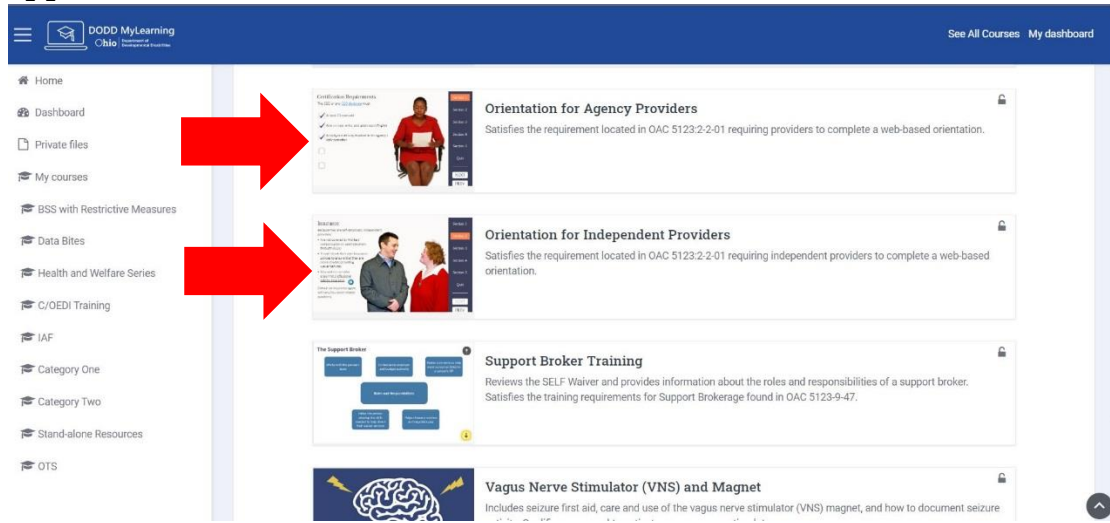 DODD MyLearning
Ohio Department of
Developmental Disabilities
See All Courses My dashboard
Home
Dashboard
Private files
My courses
BSS with Restrictive Measures
Data Bites
Health and Welfare Series
C/OEDI Training
IAF
Category One
Category Two
Stand-alone Resources
OTS
Certification Requirements
Orientation for Agency Providers
Satisfies the requirement located in OAC 5123:2-2-01 requiring providers to complete a web-based orientation.
Orientation for Independent Providers
Satisfies the requirement located in OAC 5123:2-2-01 requiring independent providers to complete a web-based
orientation.
The Support Broker
Support Broker Training
Reviews the SELF Waiver and provides information about the roles and responsibilities of a support broker.
Satisfies the training requirements for Support Brokerage found in OAC 5123-9-47.
Vagus Nerve Stimulator (VNS) and Magnet
Includes seizure first aid, care and use of the vagus nerve stimulator (VNS) magnet, and how to document seizure